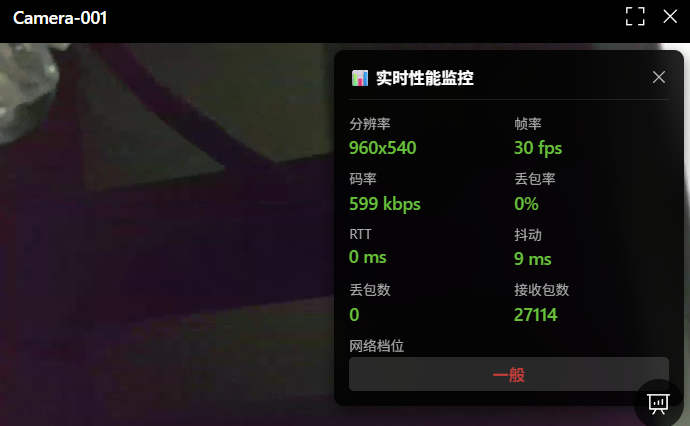 Camera-001
实时性能监控
分辨率 帧率
960x540 30 fps
码率 丢包率
599 kbps 0%
RTT 抖动
0 ms 9 ms
丢包数 接收包数
0 27114
网络档位
一般